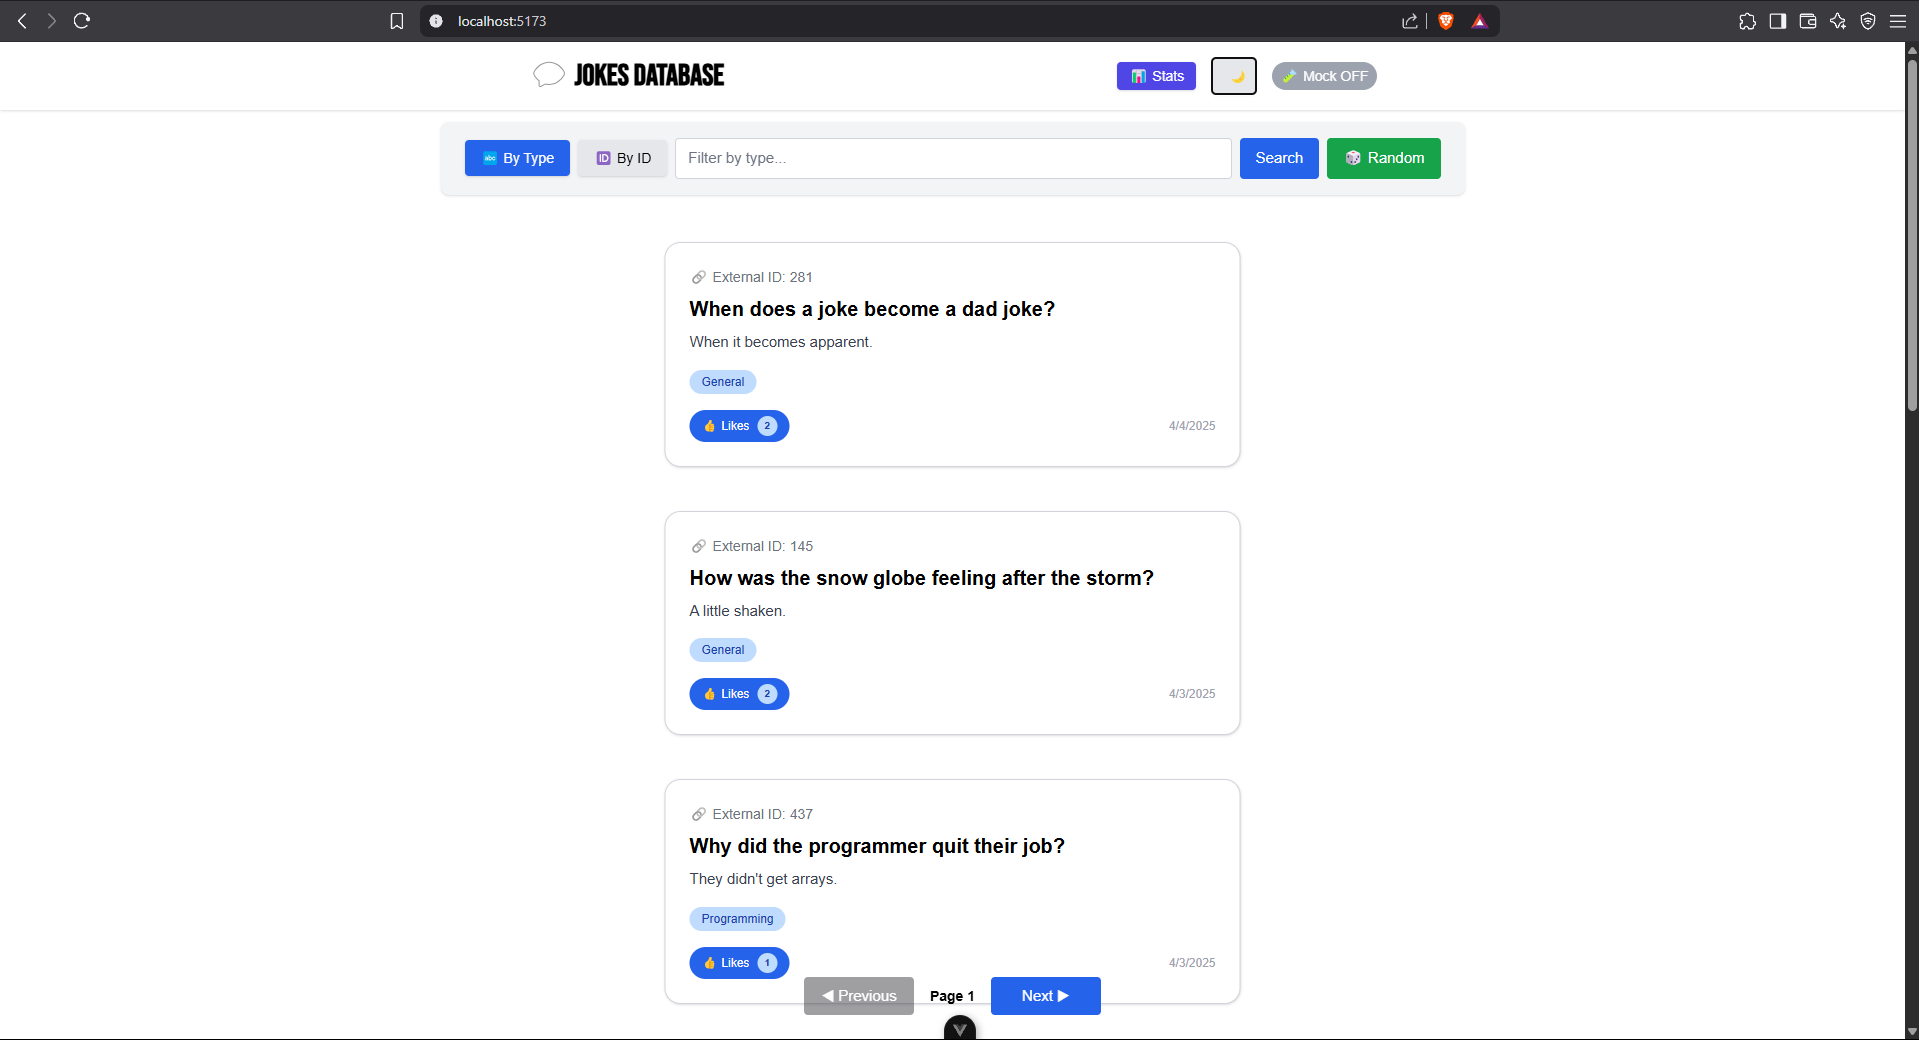 localhost:5173
JOKES DATABASE
Stats
Mock OFF
By Type
By ID
Filter by type...
Search
Random
External ID: 281
When does a joke become a dad joke?
When it becomes apparent.
General
Likes 2
4/4/2025
External ID: 145
How was the snow globe feeling after the storm?
A little shaken.
General
Likes 2
4/3/2025
External ID: 437
Why did the programmer quit their job?
They didn't get arrays.
Programming
Likes 1
4/3/2025
Previous
Page 1
Next